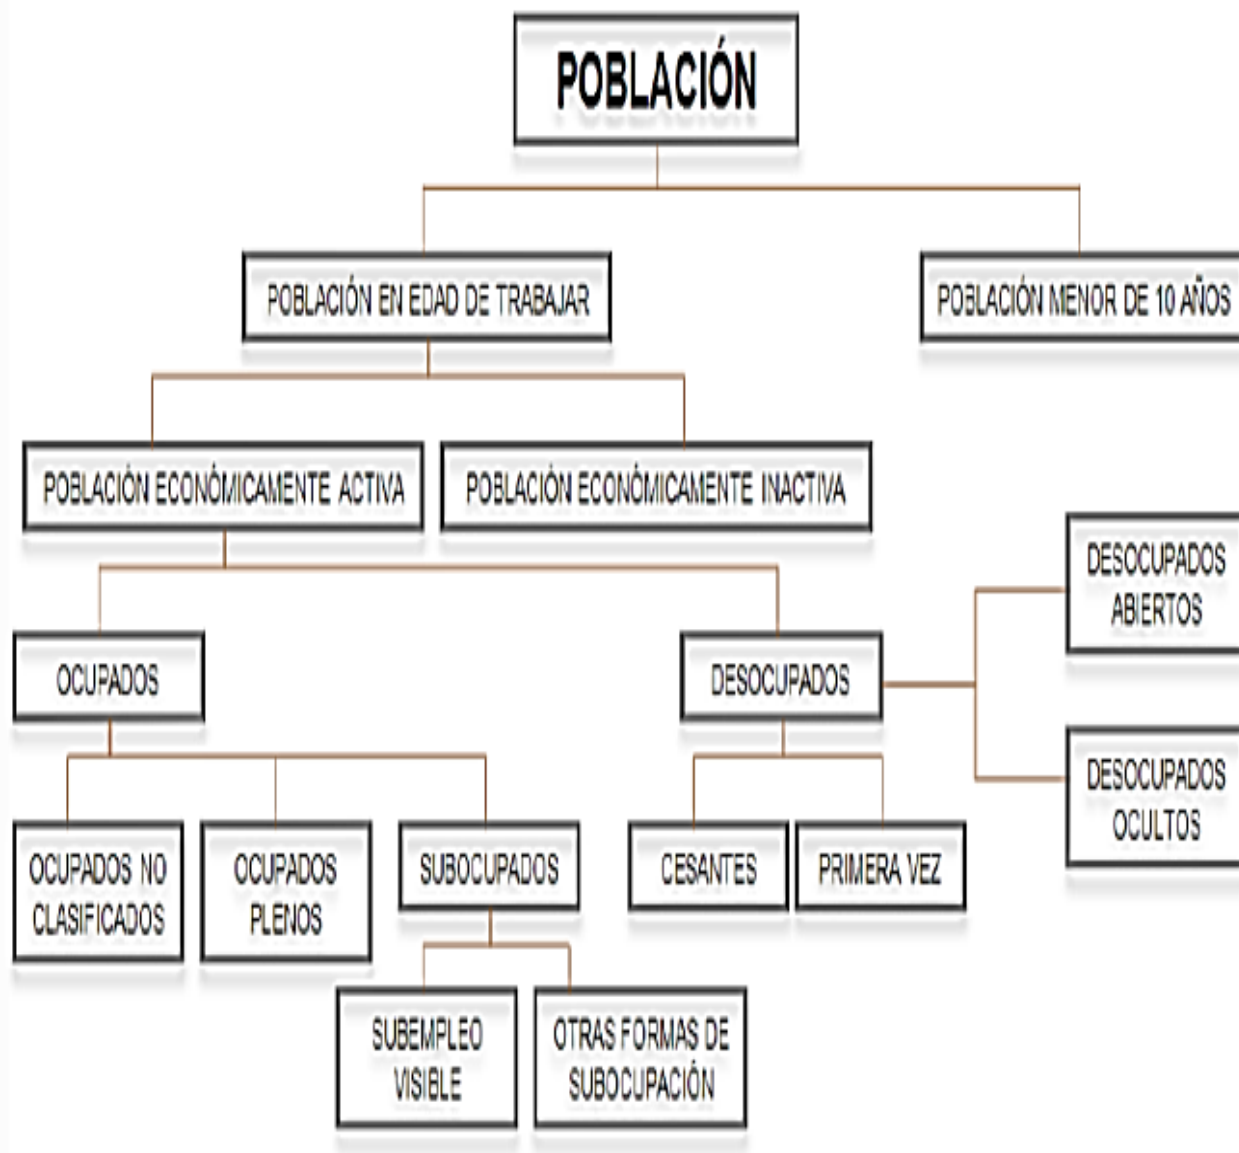 POBLACIÓN
POBLACIÓN EN EDAD DE TRABAJAR
POBLACIÓN MENOR DE 10 AÑOS
POBLACIÓN ECONÓMICAMENTE ACTIVA
POBLACIÓN ECONÓMICAMENTE INACTIVA
DESOCUPADOS
ABIERTOS
OCUPADOS
DESOCUPADOS
DESOCUPADOS
OCULTOS
OCUPADOS NO
CLASIFICADOS
OCUPADOS
PLENOS
SUBOCUPADOS
CESANTES
PRIMERA VEZ
SUBEMPLEO
VISIBLE
OTRAS FORMAS DE
SUBOCUPACIÓN